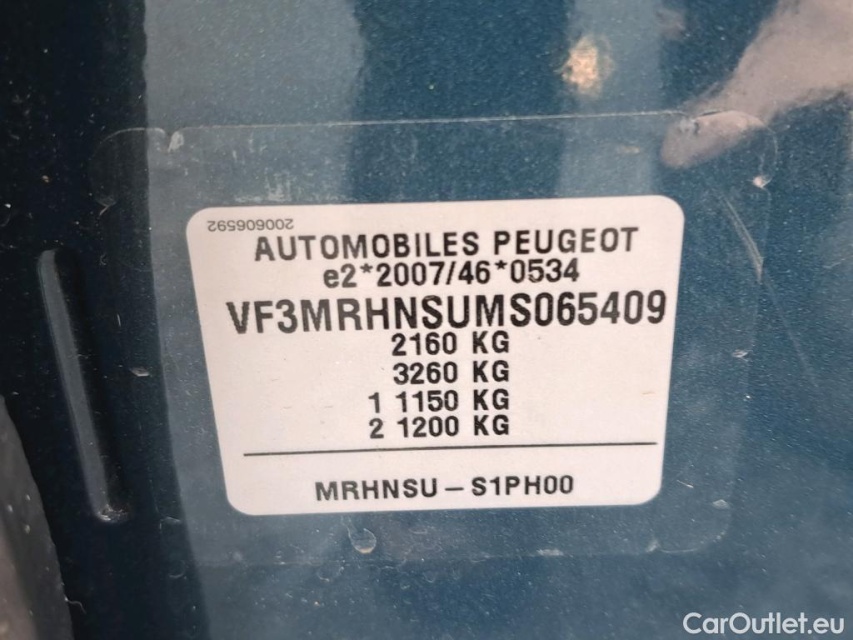 200606592
AUTOMOBILES PEUGEOT
e2*2007/46*0534
VF3MRHNSUMS065409
2160 KG
3260 KG
1 1150 KG
2 1200 KG
MRHNSU – S1PH00
CarOutlet.eu